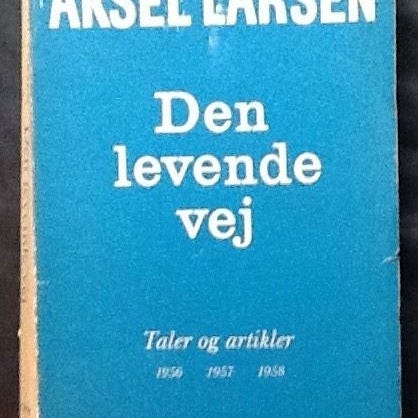 AKSEL LARSEN
Den
levende
vej
Taler og artikler
1956 1957 1958